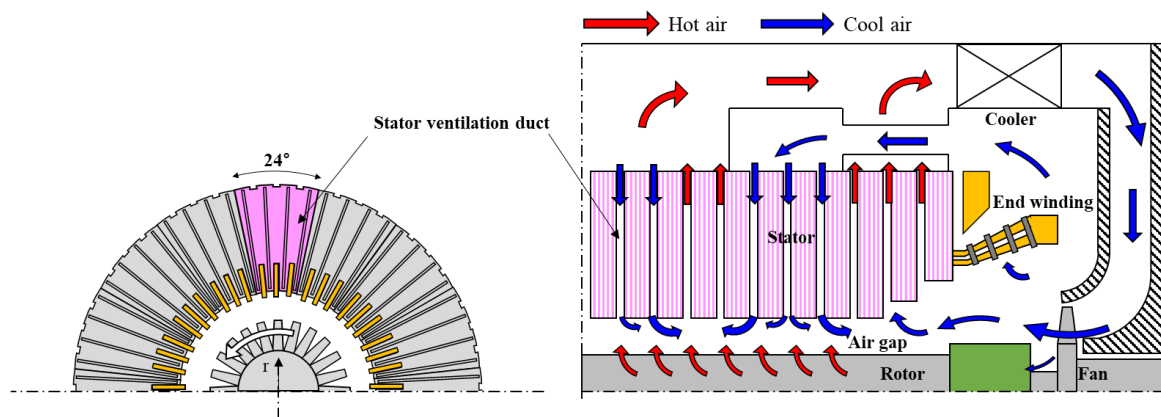 Hot air
Cool air
Stator ventilation duct
24°
r
Cooler
End winding
Stator
Air gap
Rotor
Fan